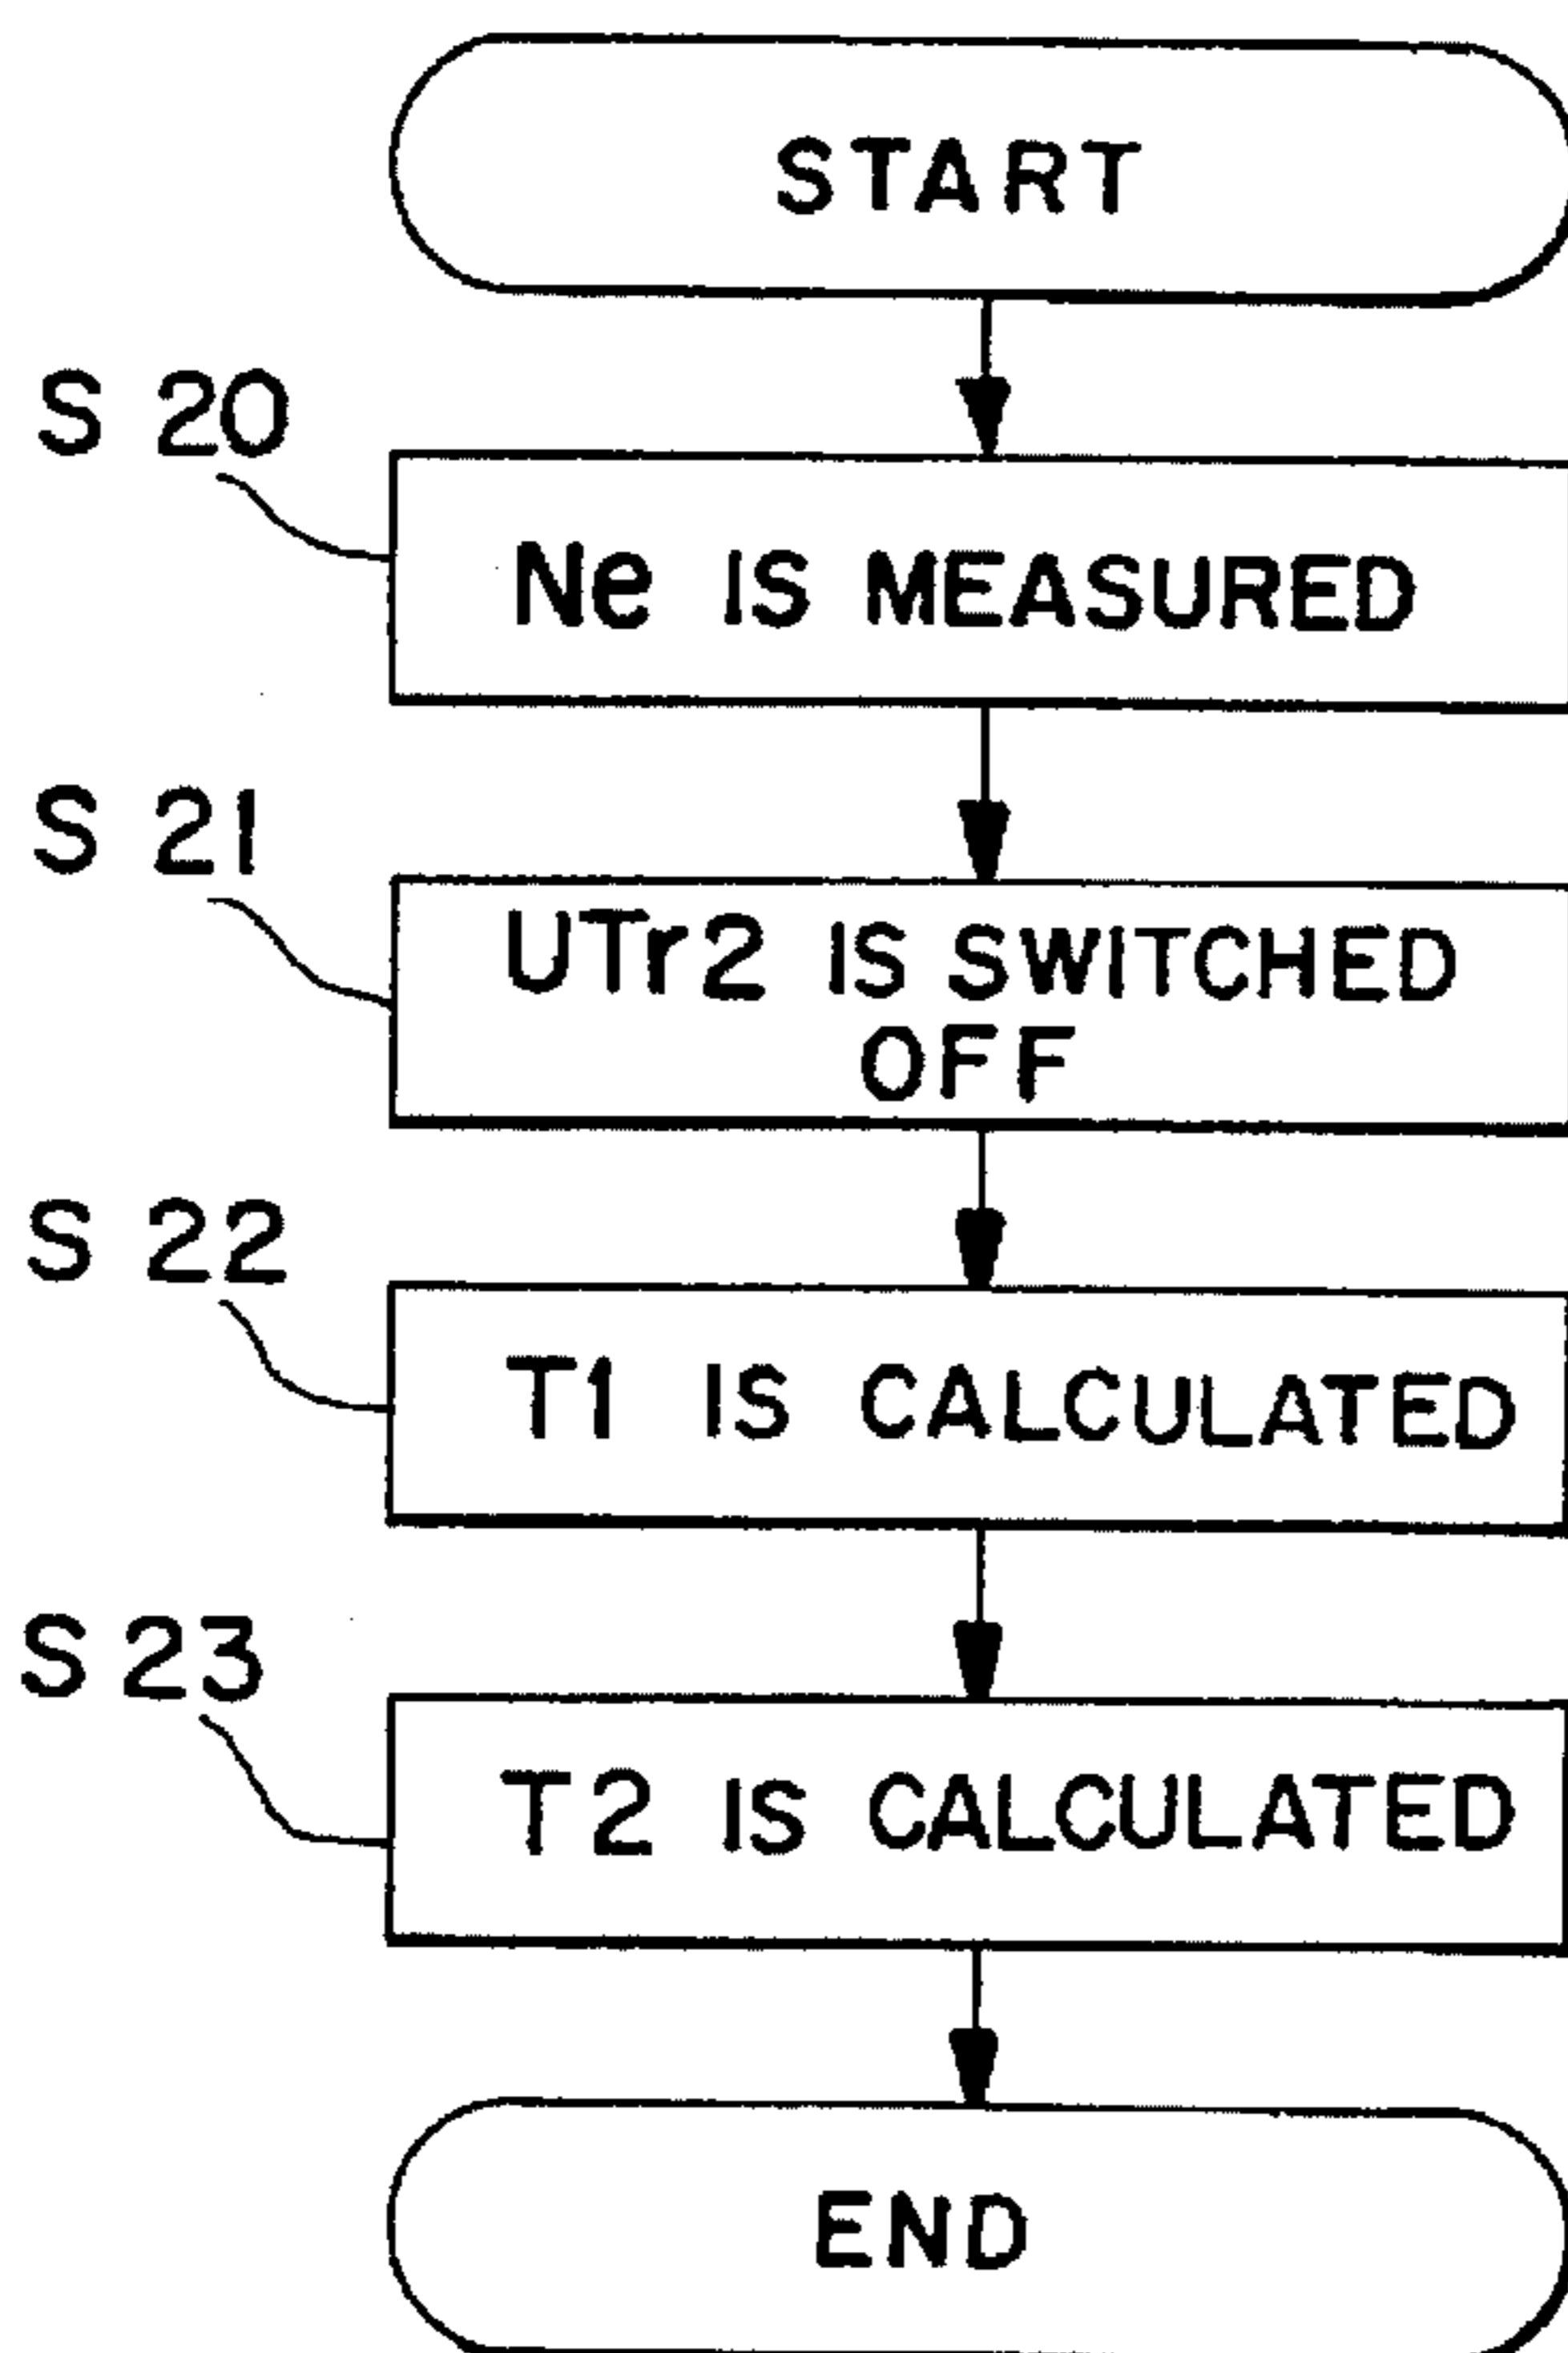 START
S 20
Ne IS MEASURED
S 21
UTr2 IS SWITCHED
OFF
S 22
T1 IS CALCULATED
S 23
T2 IS CALCULATED
END